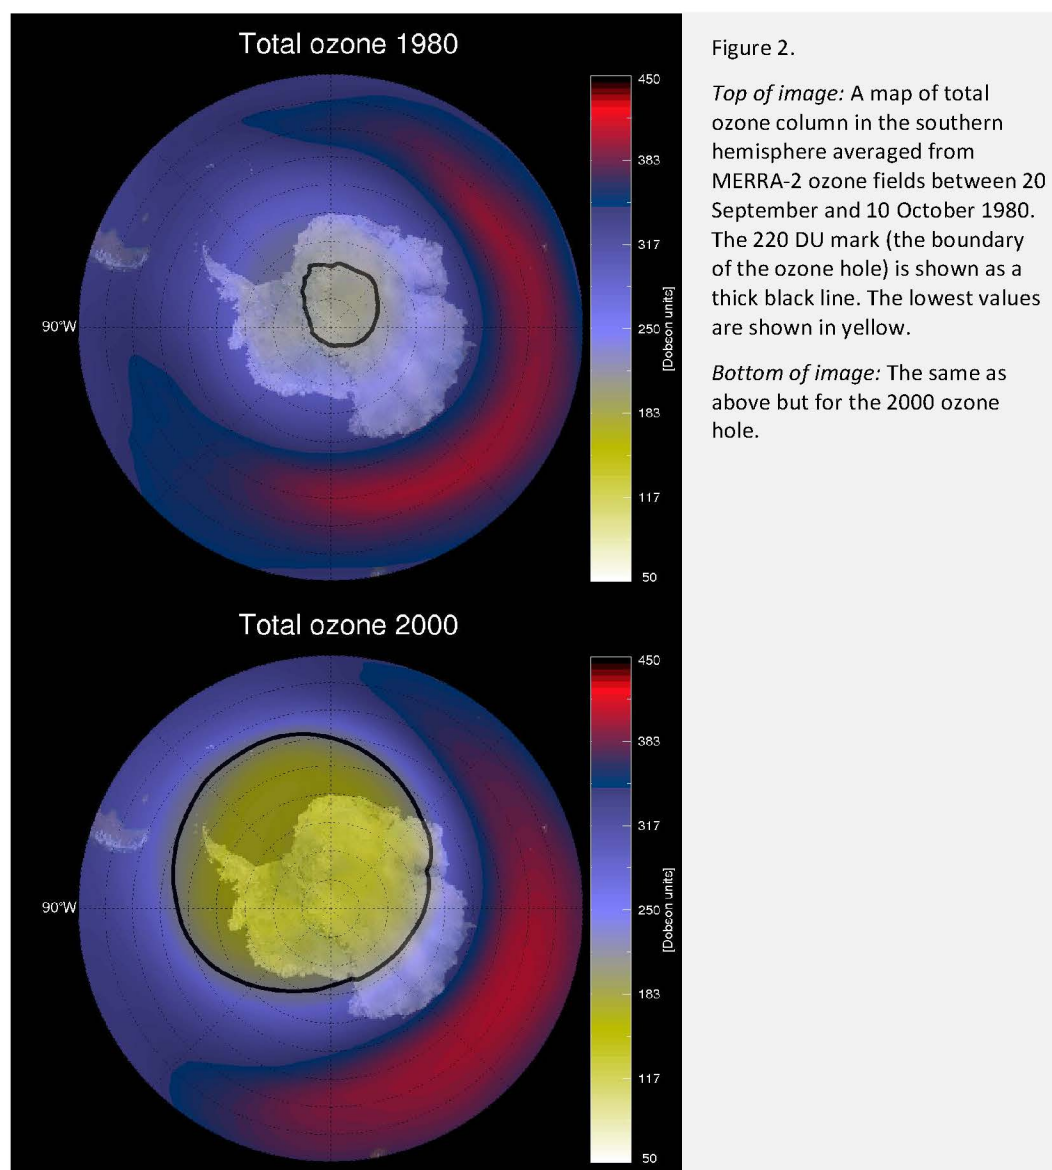 Total ozone 1980
450
383
317
250
183
117
50
[Dobson units]
90°W
Total ozone 2000
450
383
317
250
183
117
50
[Dobson units]
90°W
Figure 2.
Top of image: A map of total
ozone column in the southern
hemisphere averaged from
MERRA-2 ozone fields between 20
September and 10 October 1980.
The 220 DU mark (the boundary
of the ozone hole) is shown as a
thick black line. The lowest values
are shown in yellow.
Bottom of image: The same as
above but for the 2000 ozone
hole.